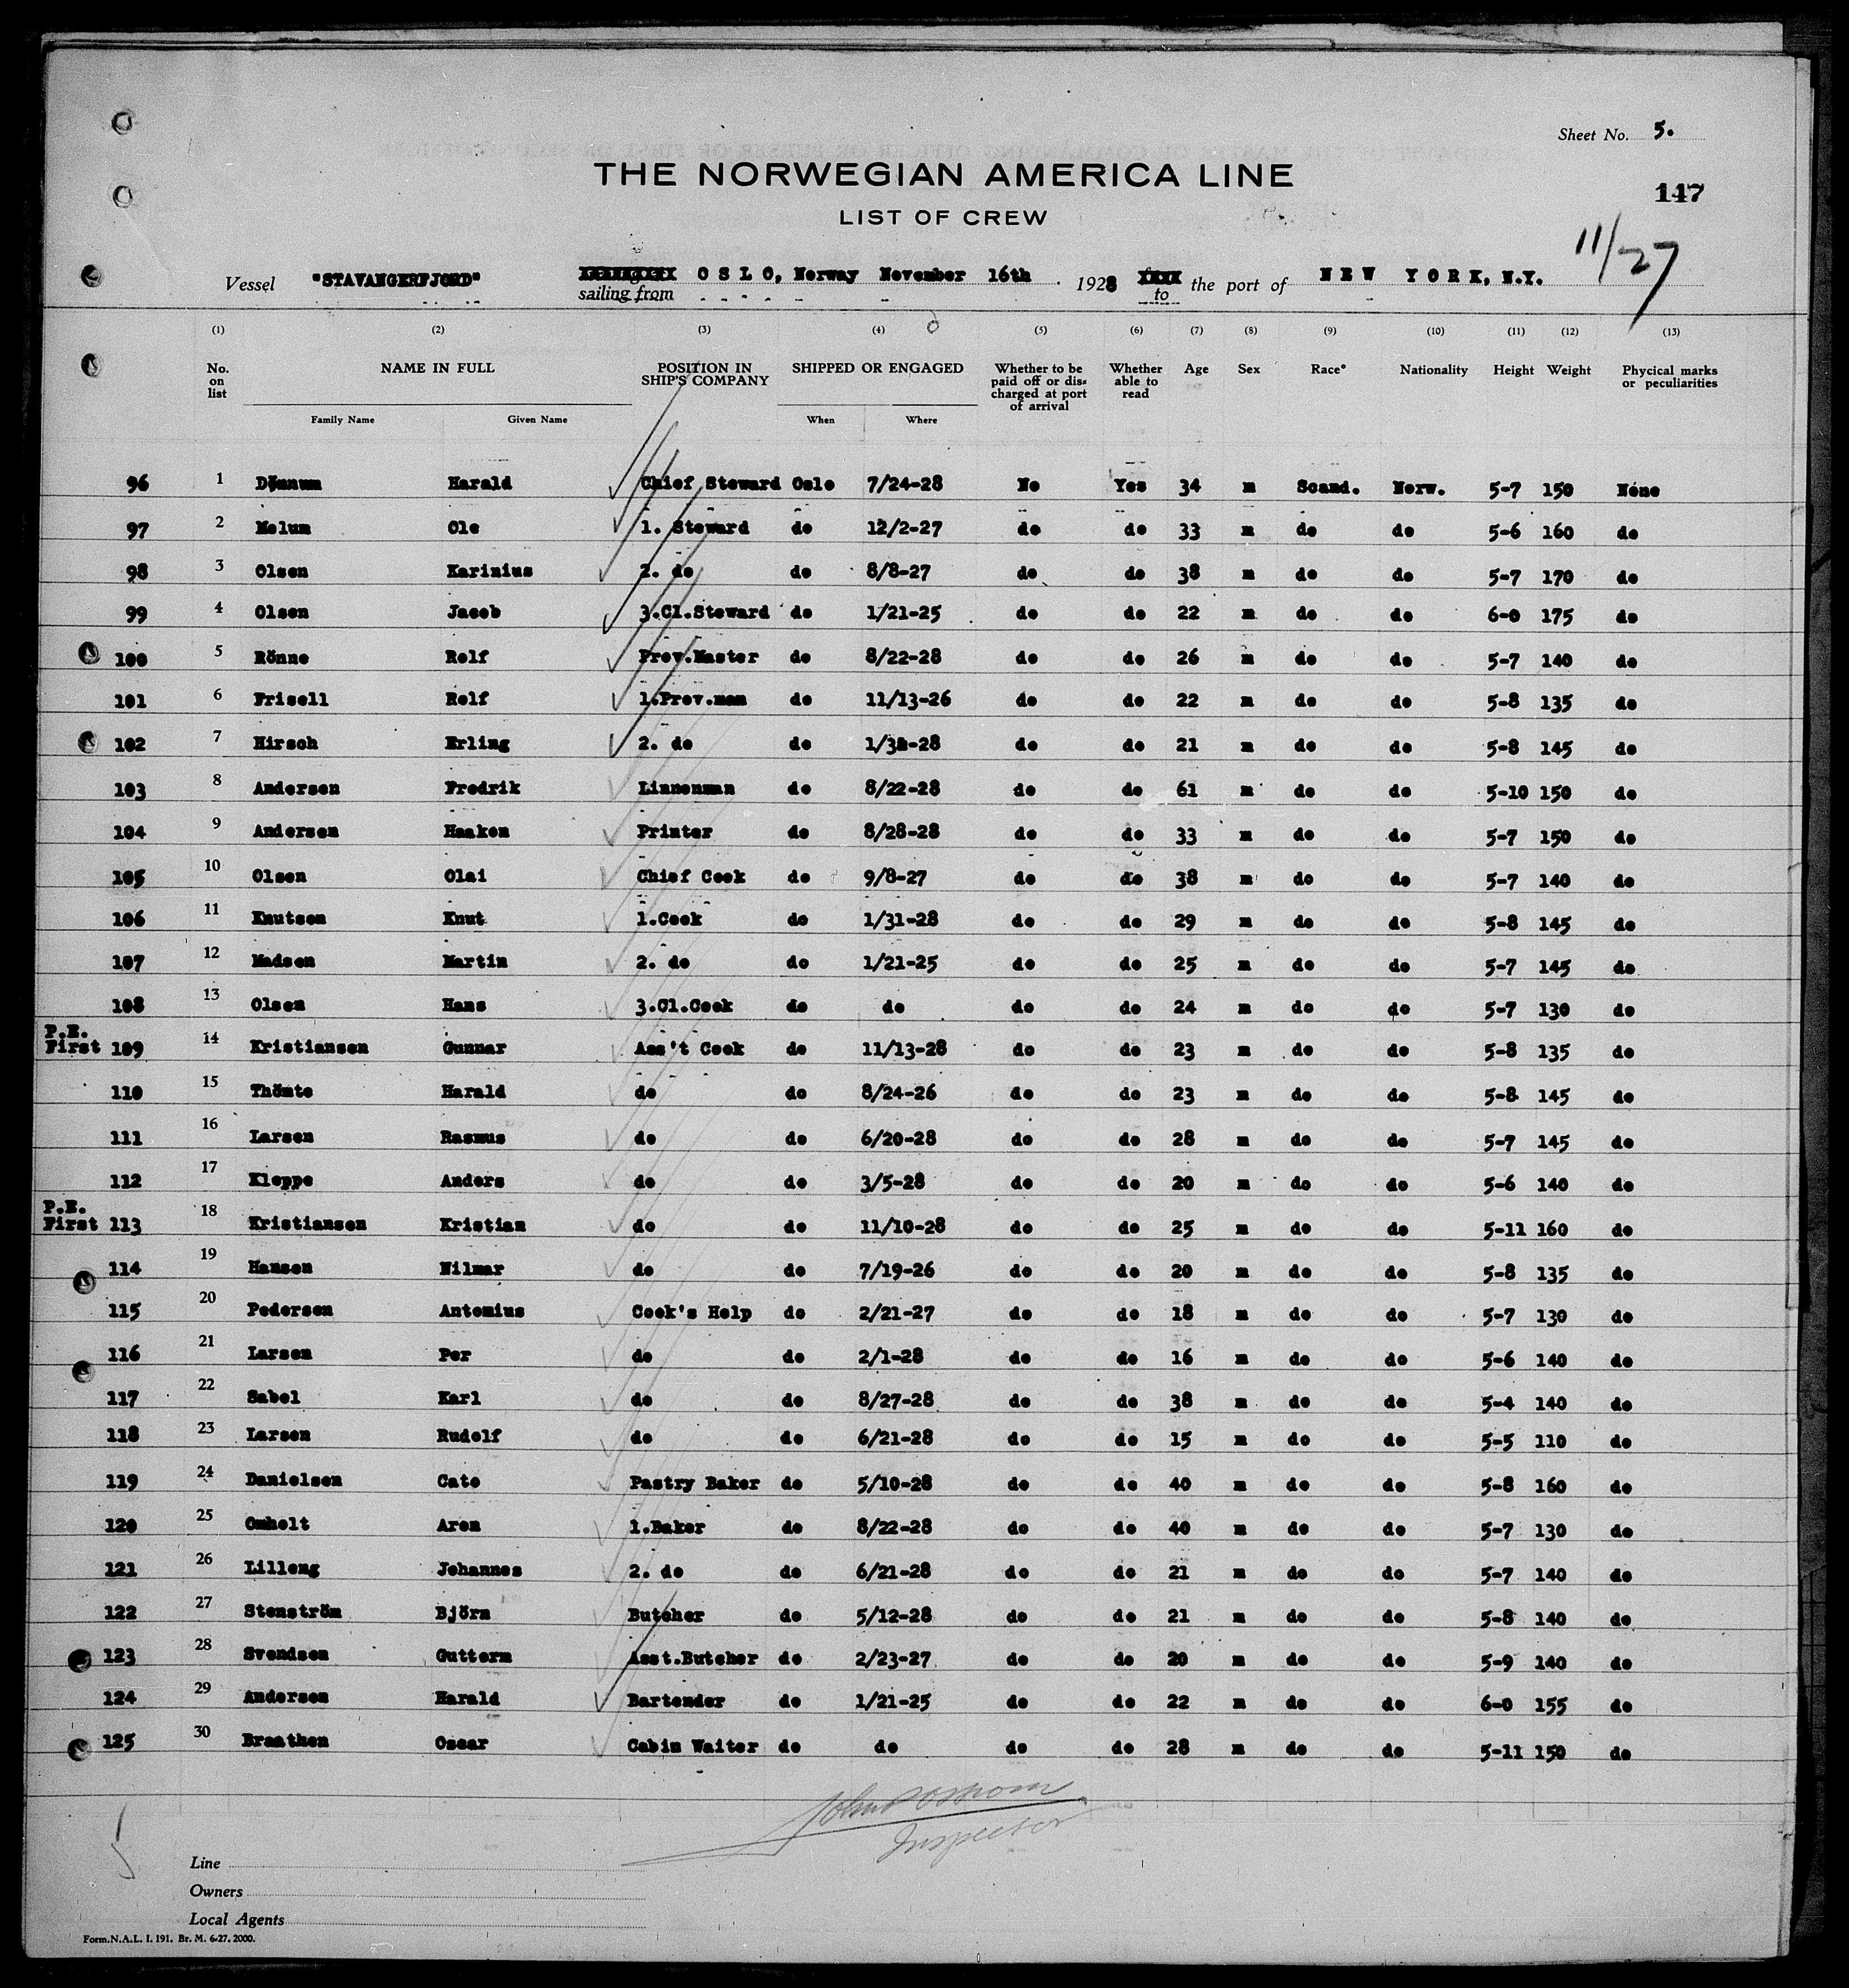 Sheet No. 5.
THE NORWEGIAN AMERICA LINE
147
LIST OF CREW
11/27
Vessel "STAVANGERFJORD" sailing from OSLO, Norway November 16th 1928 to the port of NEW YORK, N.Y.
(1) (2) (3) (4) (5) (6) (7) (8) (9) (10) (11) (12) (13)
No. on list NAME IN FULL POSITION IN SHIP'S COMPANY SHIPPED OR ENGAGED Whether to be paid off or discharged at port of arrival Whether able to read Age Sex Race* Nationality Height Weight Phycical marks or peculiarities
Family Name Given Name When Where
96 1 Dönnum Harald Chief Steward Oslo 7/24-28 No Yes 34 m Scand. Norw. 5-7 150 None
97 2 Melum Ole 1. Steward do 12/2-27 do do 33 m do do 5-6 160 do
98 3 Olsen Karinius 2. do do 8/8-27 do do 38 m do do 5-7 170 do
99 4 Olsen Jacob 3.Cl.Steward do 1/21-25 do do 22 m do do 6-0 175 do
100 5 Rönne Rolf Prov.Master do 8/22-28 do do 26 m do do 5-7 140 do
101 6 Frisell Rolf 1.Prov.man do 11/13-26 do do 22 m do do 5-8 135 do
102 7 Hirsch Erling 2. do do do do 21 m do do 5-8 145 do
103 8 Andersen Fredrik Linnenman do 8/22-28 do do 61 m do do 5-10 150 do
104 9 Andersen Haakon Printer do 8/28-28 do do 33 m do do 5-7 150 do
105 10 Olsen Olai Chief Cook do 9/8-27 do do 38 m do do 5-7 140 do
106 11 Knutsen Knut 1.Cook do 1/31-28 do do 29 m do do 5-8 145 do
107 12 Madsen Martin 2. do do 1/21-25 do do 25 m do do 5-7 145 do
108 13 Olsen Hans 3.Cl.Cook do do do do 24 m do do 5-7 130 do
P.E.
First 109 14 Kristiansen Gunnar Ass't Cook do 11/13-28 do do 23 m do do 5-8 135 do
110 15 Thömte Harald do do 8/24-26 do do 23 m do do 5-8 145 do
111 16 Larsen Rasmus do do 6/20-28 do do 28 m do do 5-7 145 do
112 17 Kleppe Anders do do 3/5-28 do do 20 m do do 5-6 140 do
P.E.
First 113 18 Kristiansen Kristian do do 11/10-28 do do 25 m do do 5-11 160 do
114 19 Hansen Wilmar do do 7/19-26 do do 20 m do do 5-8 135 do
115 20 Pedersen Antonius Cook's Help do 2/21-27 do do 18 m do do 5-7 130 do
116 21 Larsen Per do do 2/1-28 do do 16 m do do 5-6 140 do
117 22 Sabel Karl do do 8/27-28 do do 38 m do do 5-4 140 do
118 23 Larsen Rudolf do do 6/21-28 do do 15 m do do 5-5 110 do
119 24 Danielsen Cato Pastry Baker do 5/10-28 do do 40 m do do 5-8 160 do
120 25 Omholt Aron 1.Baker do 8/22-28 do do 40 m do do 5-7 130 do
121 26 Lilleng Johannes 2. do do 6/21-28 do do 21 m do do 5-7 140 do
122 27 Stenström Björn Butcher do 5/12-28 do do 21 m do do 5-8 140 do
123 28 Svendsen Guttorm Asst.Butcher do 2/23-27 do do 20 m do do 5-9 140 do
124 29 Andersen Harald Bartender do 1/21-25 do do 22 m do do 6-0 155 do
125 30 Braathen Oscar Cabin Waiter do do do do 28 m do do 5-11 150 do
Inspector
Line
Owners
Local Agents
Form.N.A.L. I. 191. Br. M. 6-27. 2000.